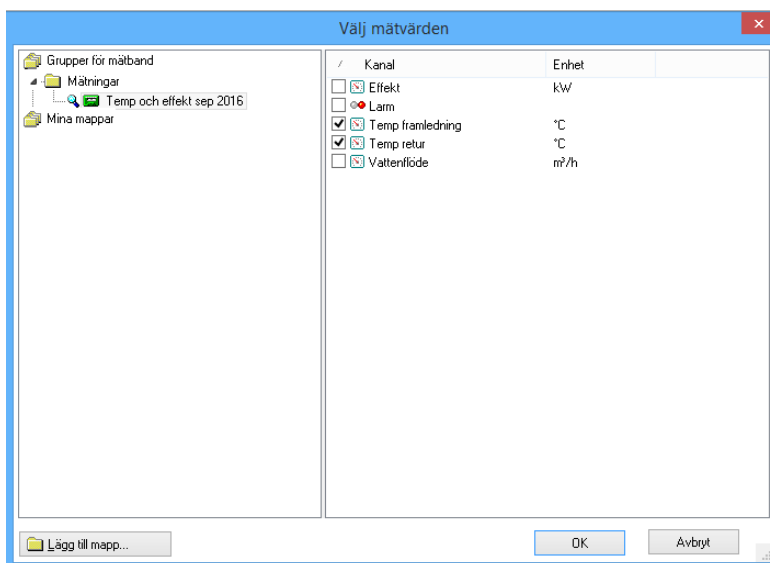 Välj mätvärden
Grupper för mätband
Mätningar
Temp och effekt sep 2016
Mina mappar
Kanal Enhet
Effekt kW
Larm
Temp framledning °C
Temp retur °C
Vattenflöde m³/h
Lägg till mapp...
OK Avbryt